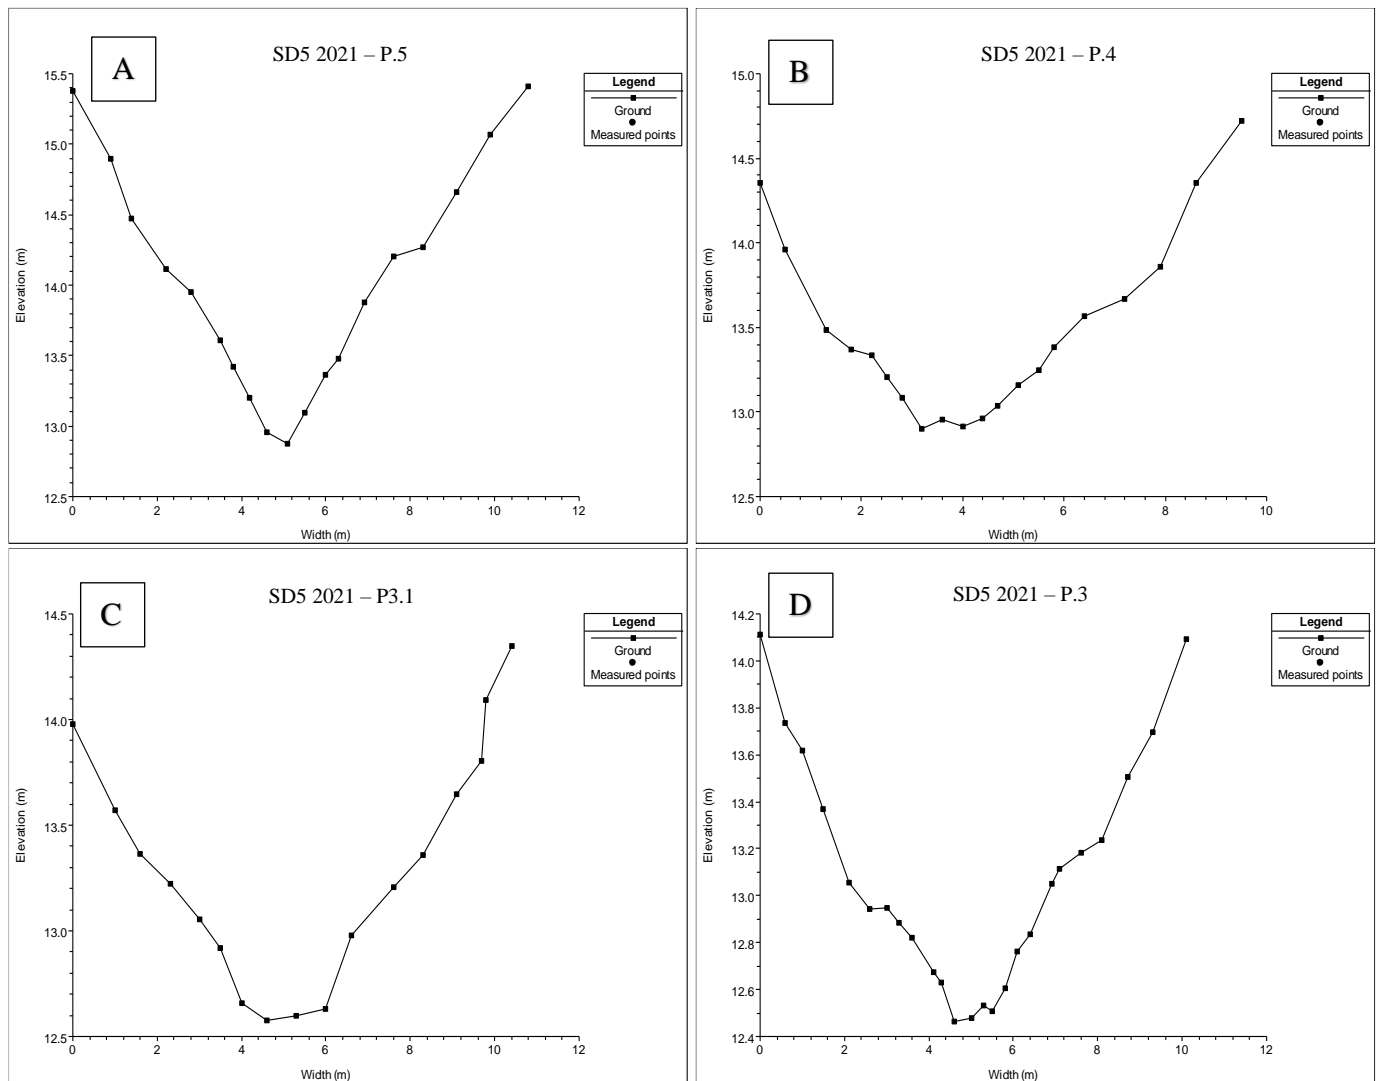 A
SD5 2021 – P.5
Legend
Ground
Measured points
15.5
15.0
14.5
14.0
13.5
13.0
12.5
Elevation (m)
0 2 4 6 8 10 12
Width (m)
B
SD5 2021 – P.4
Legend
Ground
Measured points
15.0
14.5
14.0
13.5
13.0
12.5
Elevation (m)
0 2 4 6 8 10
Width (m)
C
SD5 2021 – P3.1
Legend
Ground
Measured points
14.5
14.0
13.5
13.0
12.5
Elevation (m)
0 2 4 6 8 10 12
Width (m)
D
SD5 2021 – P.3
Legend
Ground
Measured points
14.2
14.0
13.8
13.6
13.4
13.2
13.0
12.8
12.6
12.4
Elevation (m)
0 2 4 6 8 10 12
Width (m)